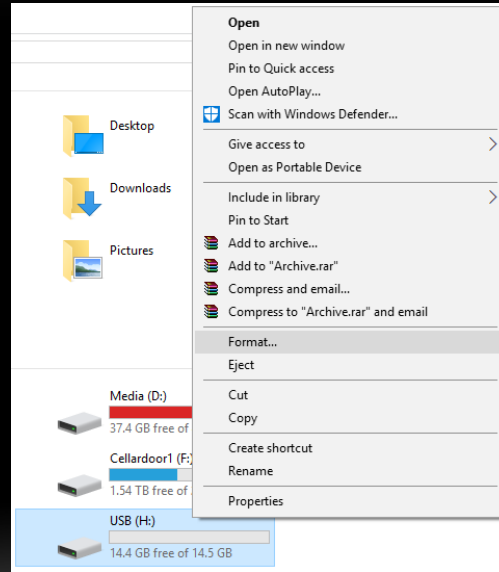 Desktop
Downloads
Pictures
Media (D:)
37.4 GB free of
Cellardoor1 (F:)
1.54 TB free of
USB (H:)
14.4 GB free of 14.5 GB
Open
Open in new window
Pin to Quick access
Open AutoPlay...
Scan with Windows Defender...
Give access to
Open as Portable Device
Include in library
Pin to Start
Add to archive...
Add to "Archive.rar"
Compress and email...
Compress to "Archive.rar" and email
Format...
Eject
Cut
Copy
Create shortcut
Rename
Properties